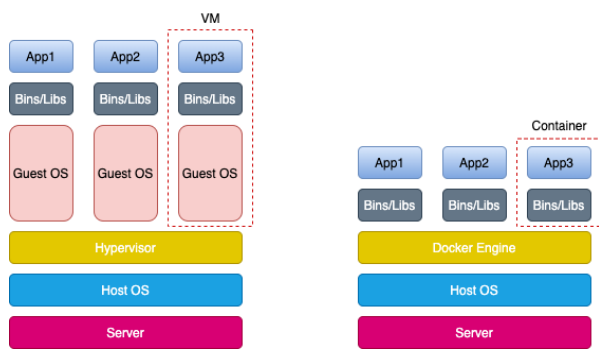 VM
App1 App2 App3
Bins/Libs Bins/Libs Bins/Libs
Guest OS Guest OS Guest OS
Hypervisor
Host OS
Server
Container
App1 App2 App3
Bins/Libs Bins/Libs Bins/Libs
Docker Engine
Host OS
Server